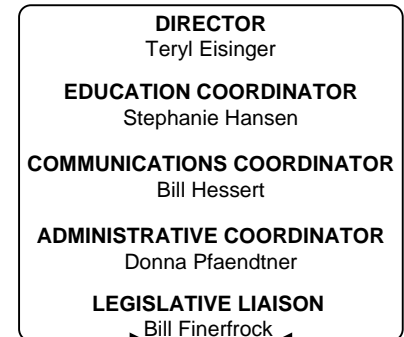 DIRECTOR
Teryl Eisinger
EDUCATION COORDINATOR
Stephanie Hansen
COMMUNICATIONS COORDINATOR
Bill Hessert
ADMINISTRATIVE COORDINATOR
Donna Pfaendtner
LEGISLATIVE LIAISON
Bill Finerfrock